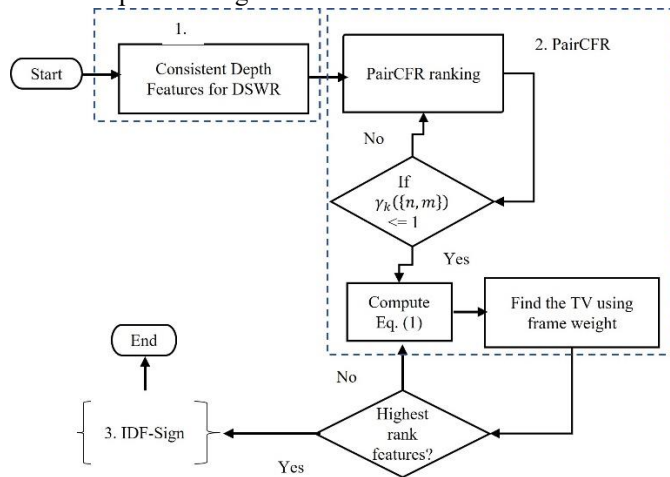 1.
2. PairCFR
Start
Consistent Depth
Features for DSWR
PairCFR ranking
No
If
γₖ({n, m})
<= 1
Yes
Compute
Eq. (1)
Find the TV using
frame weight
End
No
3. IDF-Sign
Highest
rank
features?
Yes